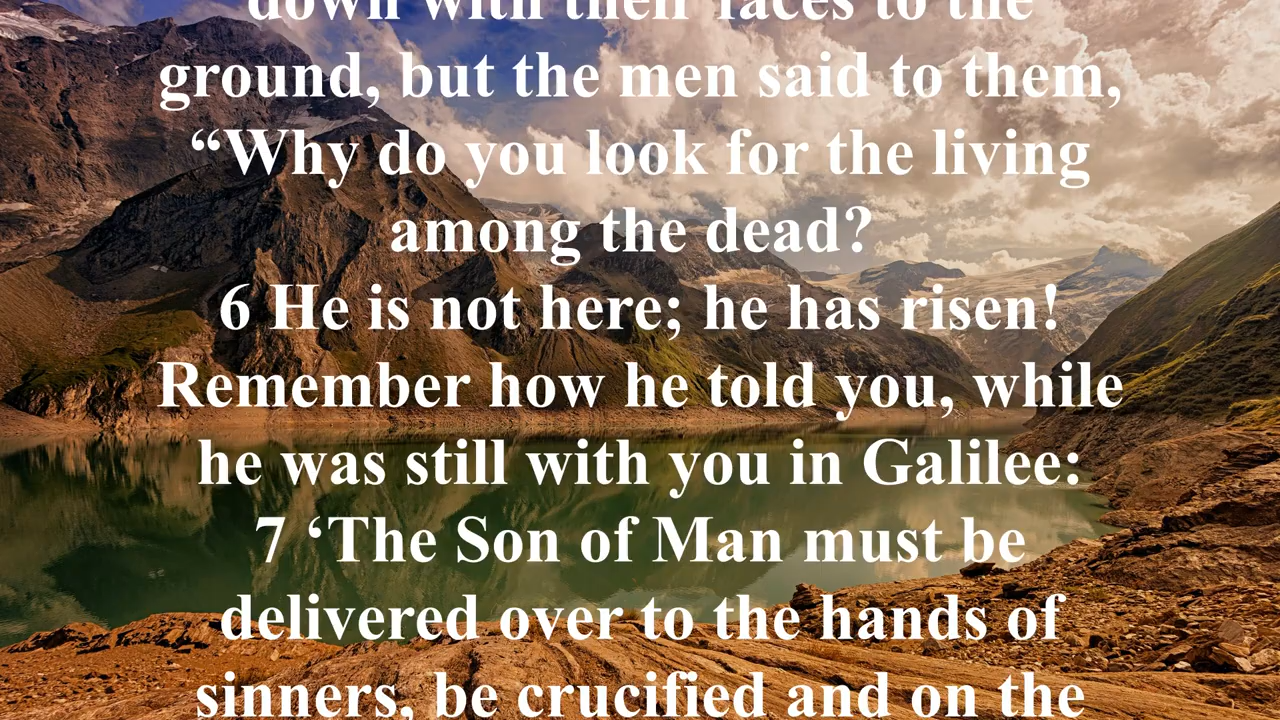 down with their faces to the
ground, but the men said to them,
“Why do you look for the living
among the dead?
6 He is not here; he has risen!
Remember how he told you, while
he was still with you in Galilee:
7 ‘The Son of Man must be
delivered over to the hands of
sinners, be crucified and on the